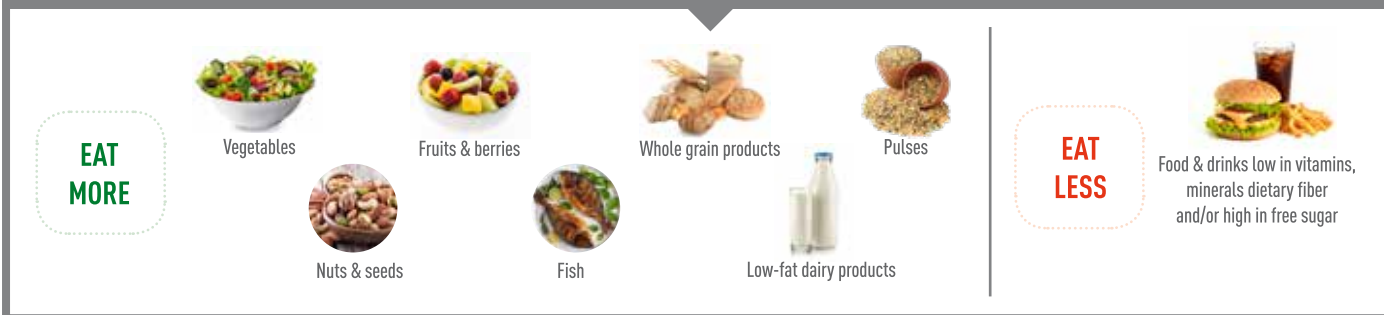 EAT
MORE
Vegetables
Fruits & berries
Whole grain products
Pulses
Nuts & seeds
Fish
Low-fat dairy products
EAT
LESS
Food & drinks low in vitamins,
minerals dietary fiber
and/or high in free sugar